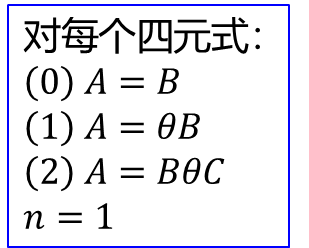 对每个四元式：
(0) A = B
(1) A = θB
(2) A = BθC
n = 1